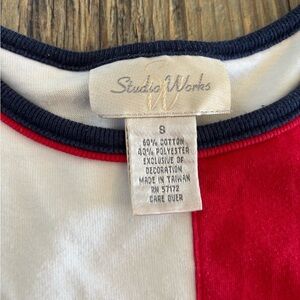 Studio Works
S
60% COTTON
40% POLYESTER
EXCLUSIVE OF
DECORATION
MADE IN TAIWAN
RN 57172
CARE OVER